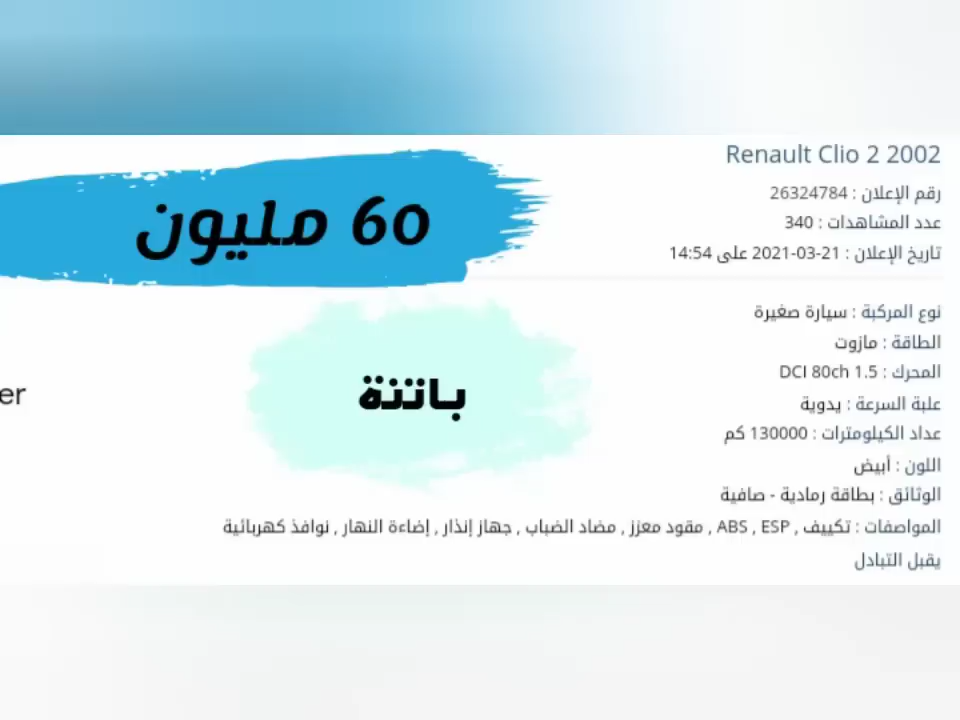 Renault Clio 2 2002
رقم الإعلان : 26324784
عدد المشاهدات : 340
تاريخ الإعلان : 21-03-2021 على 14:54
60 مليون
نوع المركبة : سيارة صغيرة
الطاقة : مازوت
المحرك : 1.5 DCI 80ch
علبة السرعة : يدوية
عداد الكيلومترات : 130000 كم
اللون : أبيض
الوثائق : بطاقة رمادية - صافية
المواصفات : تكييف , ABS , ESP , مقود معزز , مضاد الضباب , جهاز إنذار , إضاءة النهار , نوافذ كهربائية
يقبل التبادل
باتنة
er